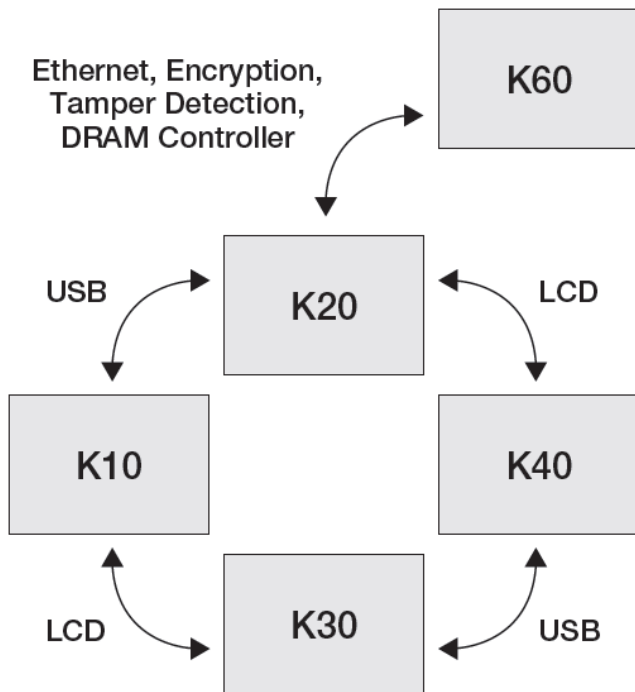 Ethernet, Encryption,
Tamper Detection,
DRAM Controller
K60
USB
K20
LCD
K10
K40
LCD
K30
USB